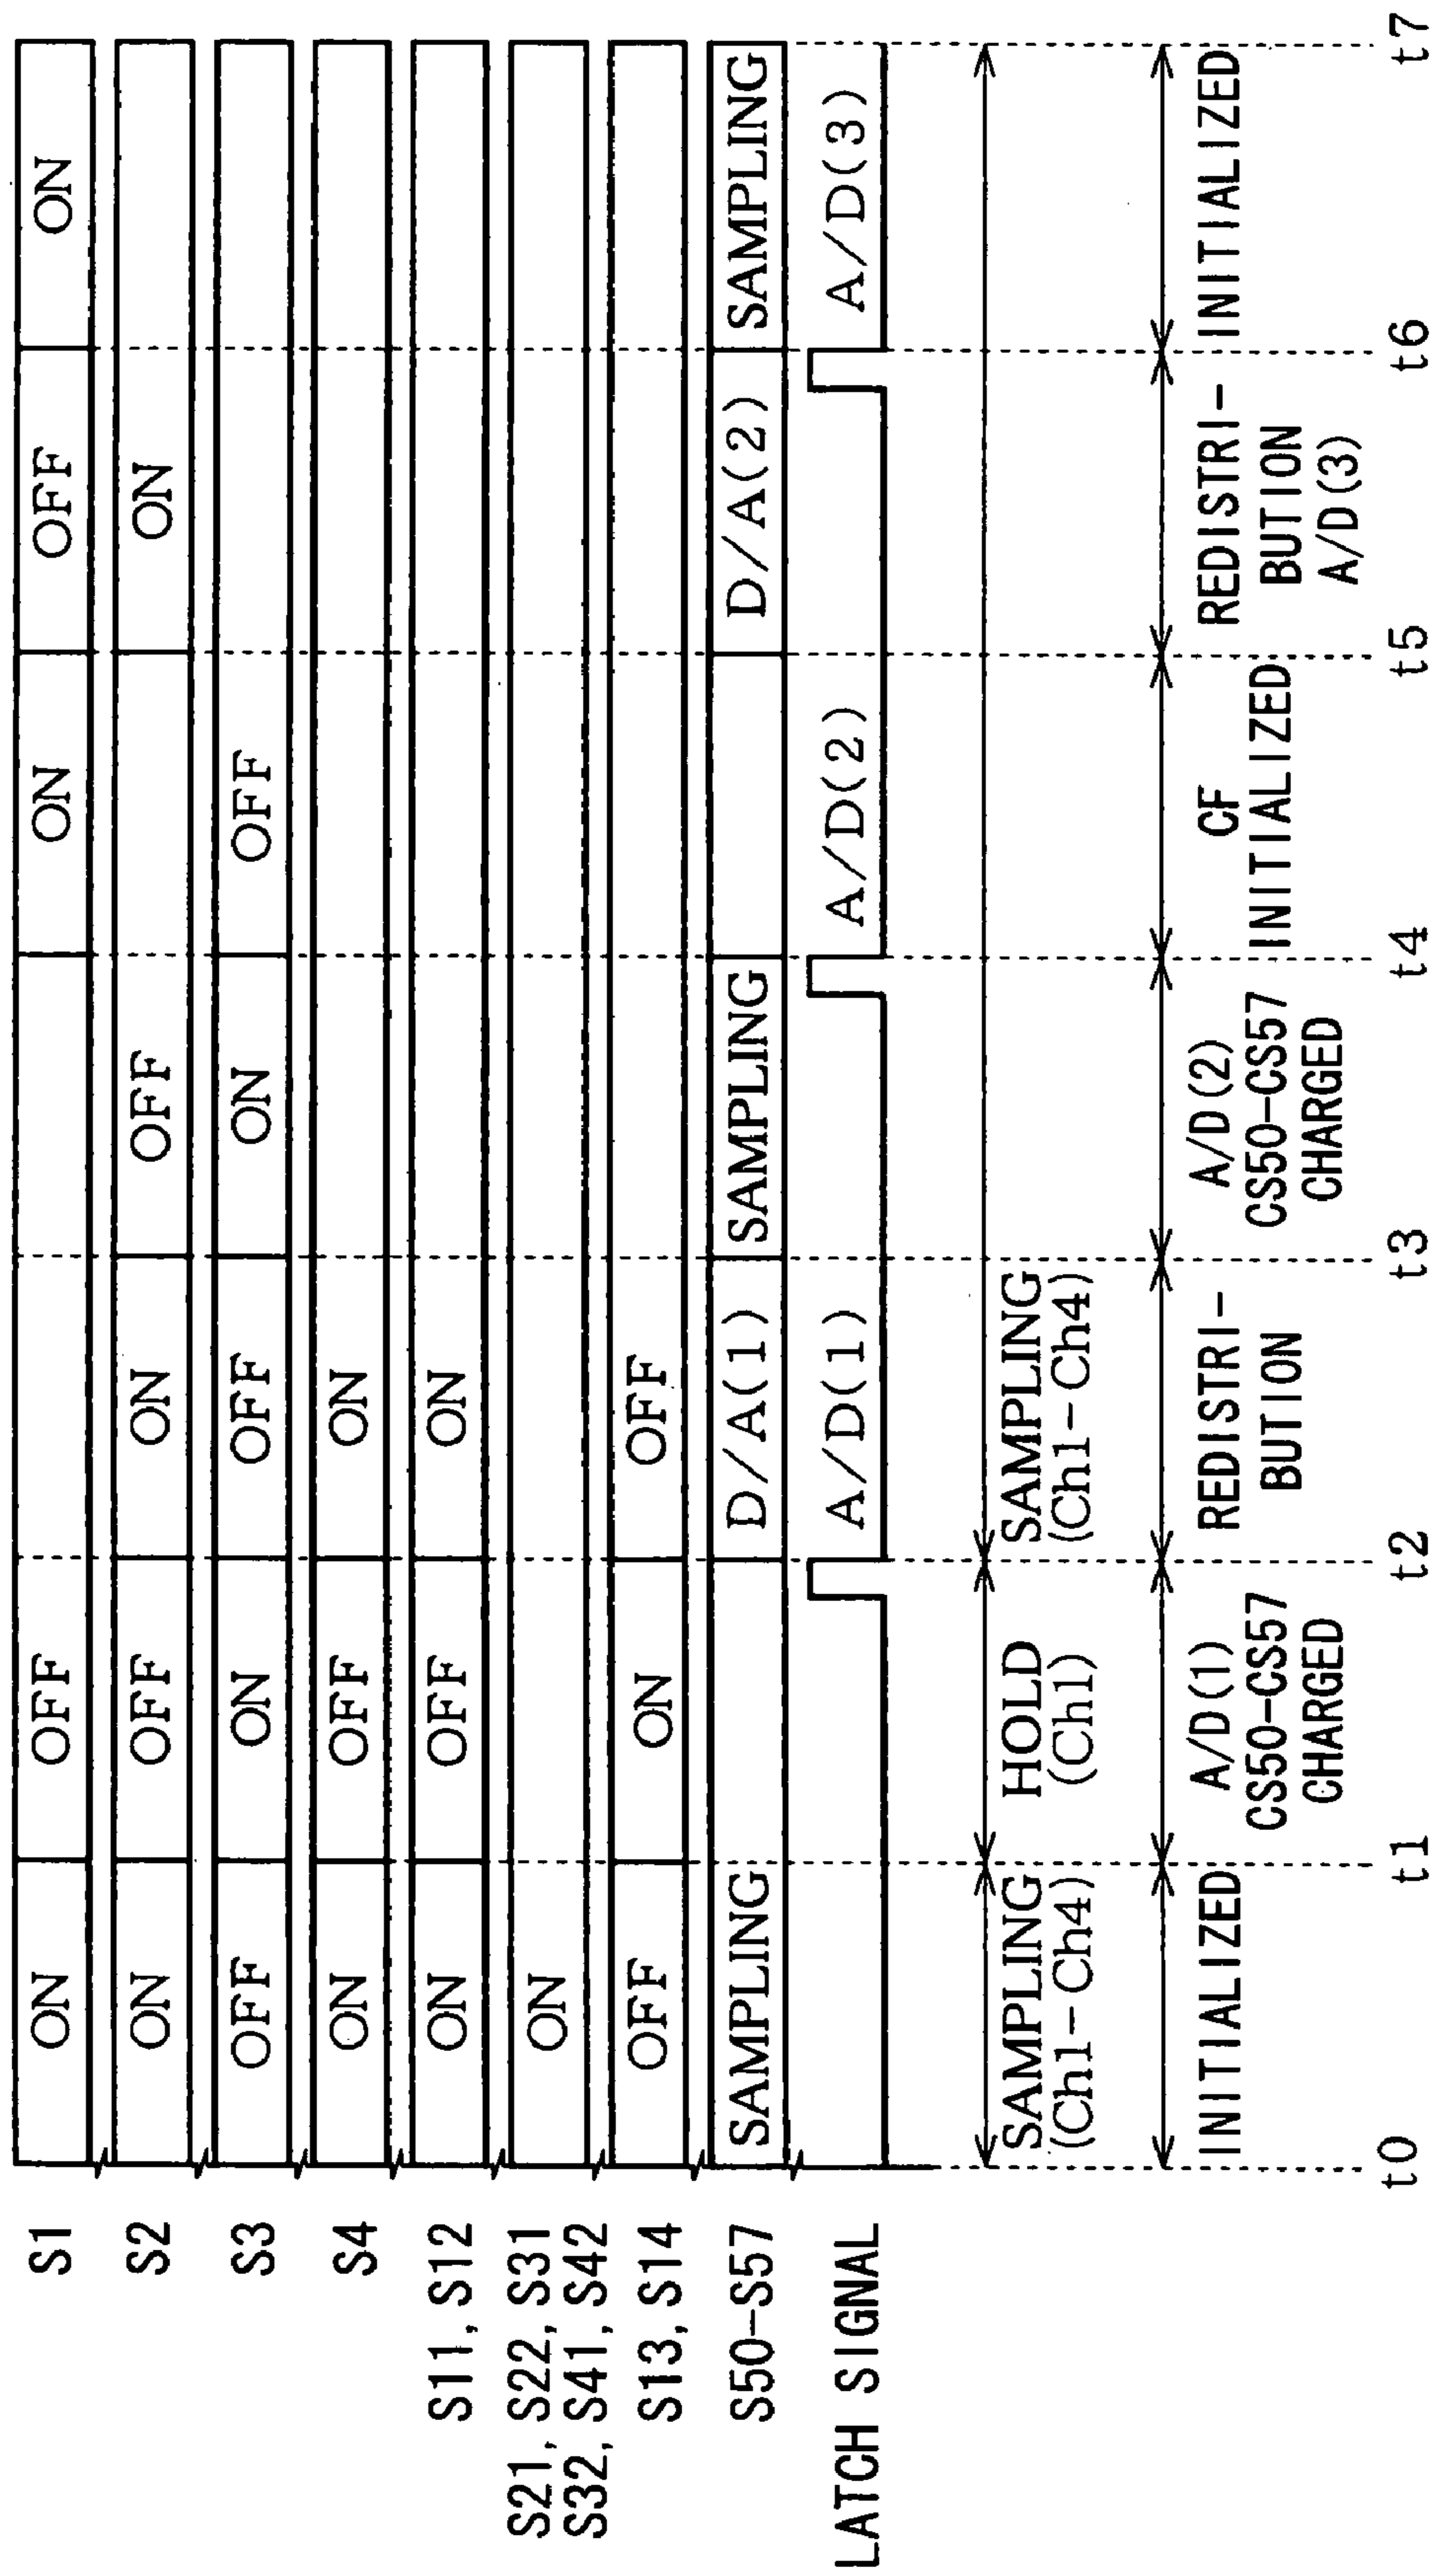 S1
ON
OFF
ON
OFF
ON
S2
ON
OFF
ON
OFF
ON
S3
OFF
ON
OFF
ON
OFF
S4
ON
OFF
ON
S11, S12
ON
OFF
ON
S21, S22, S31
S32, S41, S42
ON
S13, S14
OFF
ON
OFF
S50-S57
SAMPLING
D/A(1)
SAMPLING
D/A(2)
SAMPLING
LATCH SIGNAL
A/D(1)
A/D(2)
A/D(3)
SAMPLING
(Ch1-Ch4)
HOLD
(Ch1)
SAMPLING
(Ch1-Ch4)
INITIALIZED
A/D(1)
CS50-CS57
CHARGED
REDISTRI-
BUTION
A/D(2)
CS50-CS57
CHARGED
CF
INITIALIZED
REDISTRI-
BUTION
A/D(3)
INITIALIZED
t0
t1
t2
t3
t4
t5
t6
t7